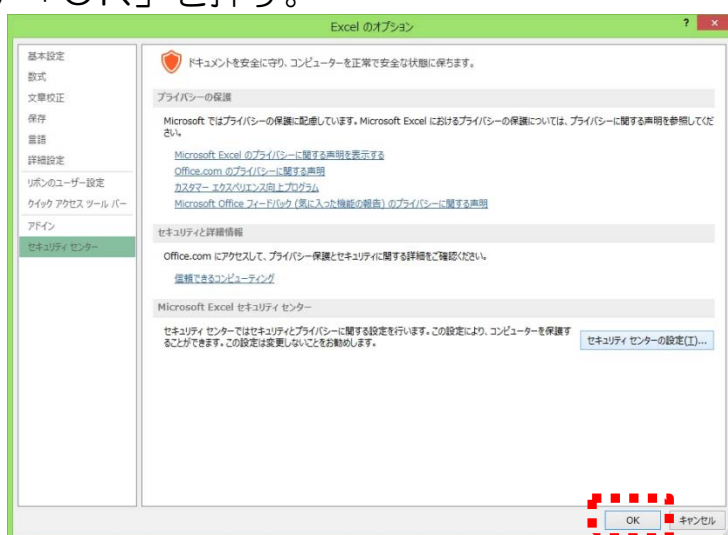 「OK」を押す。
Excel のオプション
? ×
基本設定
数式
文章校正
保存
言語
詳細設定
リボンのユーザー設定
クイック アクセス ツール バー
アドイン
セキュリティ センター
ドキュメントを安全に守り、コンピューターを正常で安全な状態に保ちます。
プライバシーの保護
Microsoft ではプライバシーの保護に配慮しています。Microsoft Excel におけるプライバシーの保護については、プライバシーに関する声明を参照してくだ
さい。
Microsoft Excel のプライバシーに関する声明を表示する
Office.com のプライバシーに関する声明
カスタマー エクスペリエンス向上プログラム
Microsoft Office フィードバック (気に入った機能の報告) のプライバシーに関する声明
セキュリティと詳細情報
Office.com にアクセスして、プライバシー保護とセキュリティに関する詳細をご確認ください。
信頼できるコンピューティング
Microsoft Excel セキュリティ センター
セキュリティ センターではセキュリティとプライバシーに関する設定を行います。この設定により、コンピューターを保護す
ることができます。この設定は変更しないことをお勧めします。
セキュリティ センターの設定(T)...
OK
キャンセル